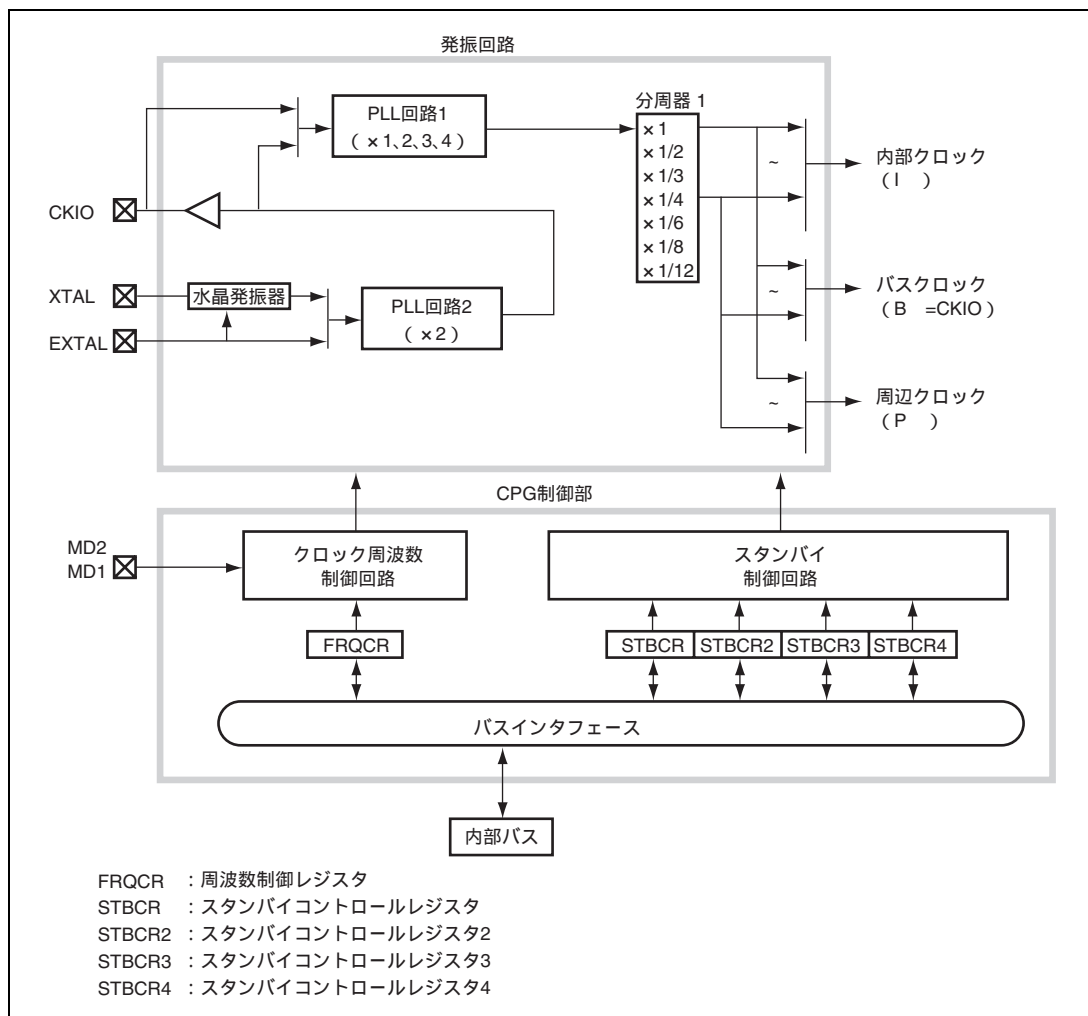 発振回路
PLL回路1
( ×1、2、3、4 )
分周器 1
×1
×1/2
×1/3
×1/4
×1/6
×1/8
×1/12
~
内部クロック
( I )
CKIO
~
バスクロック
( B =CKIO )
XTAL
水晶発振器
EXTAL
PLL回路2
( ×2 )
~
周辺クロック
( P )
CPG制御部
MD2
MD1
クロック周波数
制御回路
スタンバイ
制御回路
FRQCR
STBCR
STBCR2
STBCR3
STBCR4
バスインタフェース
内部バス
FRQCR :周波数制御レジスタ
STBCR :スタンバイコントロールレジスタ
STBCR2 :スタンバイコントロールレジスタ2
STBCR3 :スタンバイコントロールレジスタ3
STBCR4 :スタンバイコントロールレジスタ4